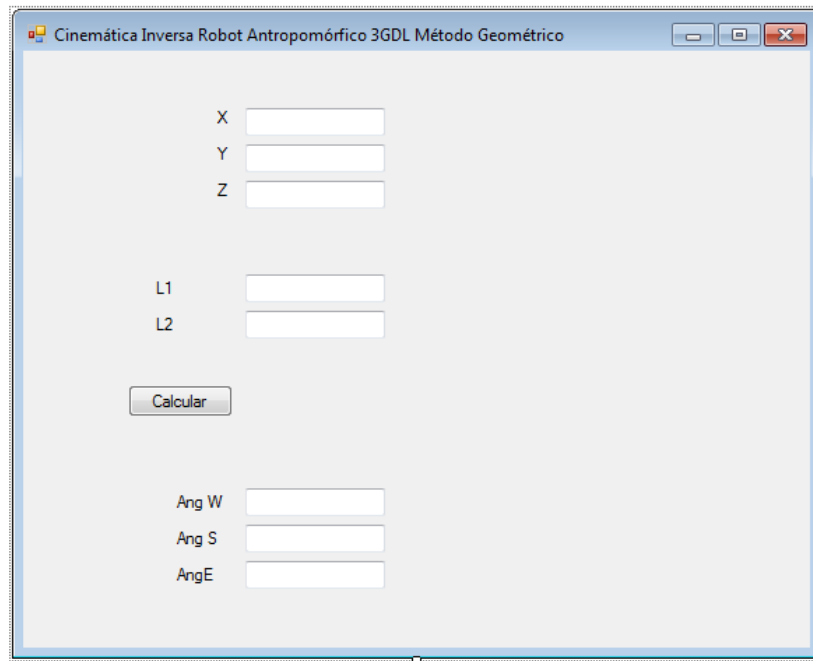 Cinemática Inversa Robot Antropomórfico 3GDL Método Geométrico
X
Y
Z
L1
L2
Calcular
Ang W
Ang S
AngE